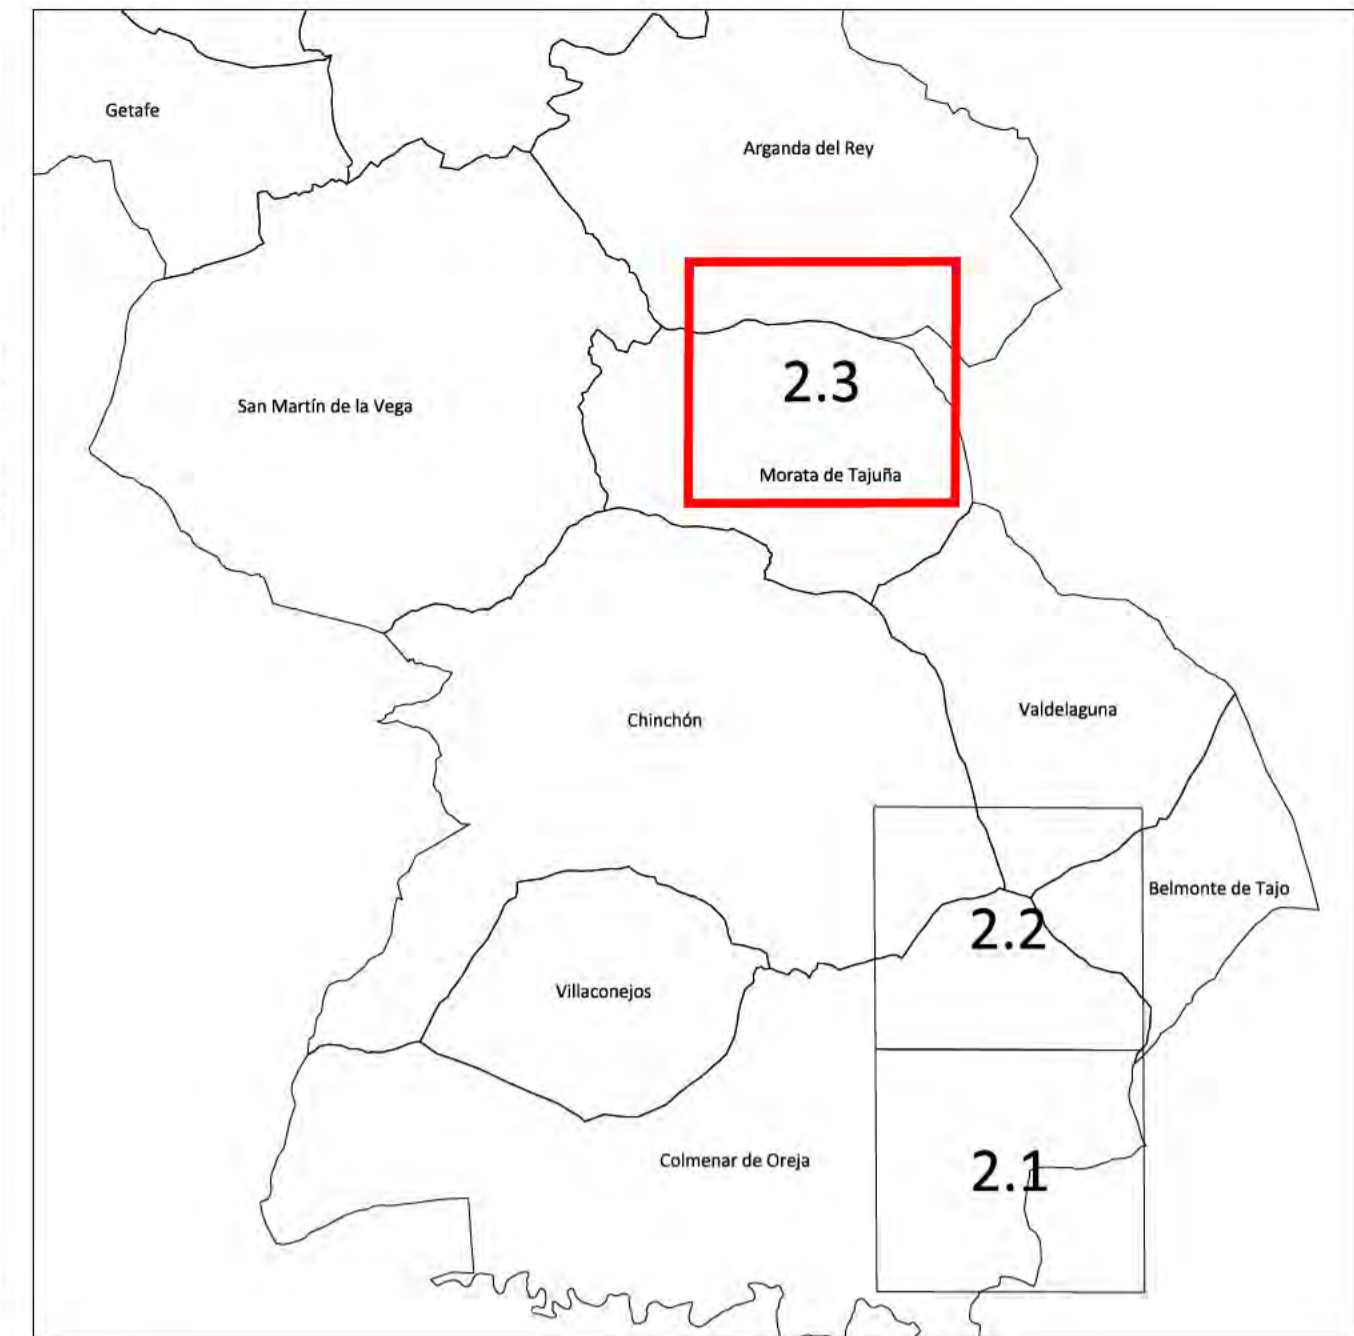 Getafe
Arganda del Rey
2.3
San Martín de la Vega
Morata de Tajuña
Valdelaguna
Chinchón
Belmonte de Tajo
2.2
Villaconejos
Colmenar de Oreja
2.1